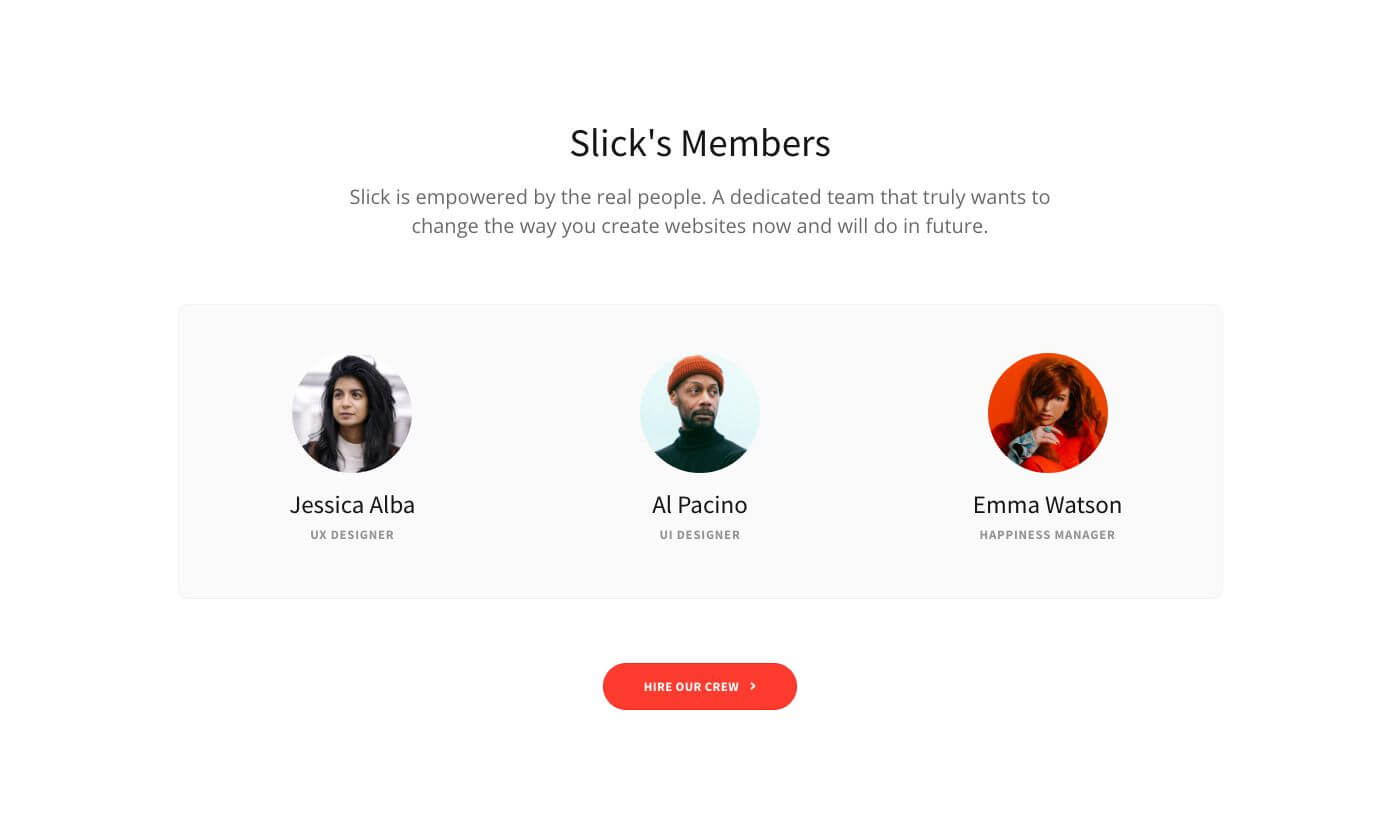 Slick's Members
Slick is empowered by the real people. A dedicated team that truly wants to
change the way you create websites now and will do in future.
Jessica Alba
UX DESIGNER
Al Pacino
UI DESIGNER
Emma Watson
HAPPINESS MANAGER
HIRE OUR CREW